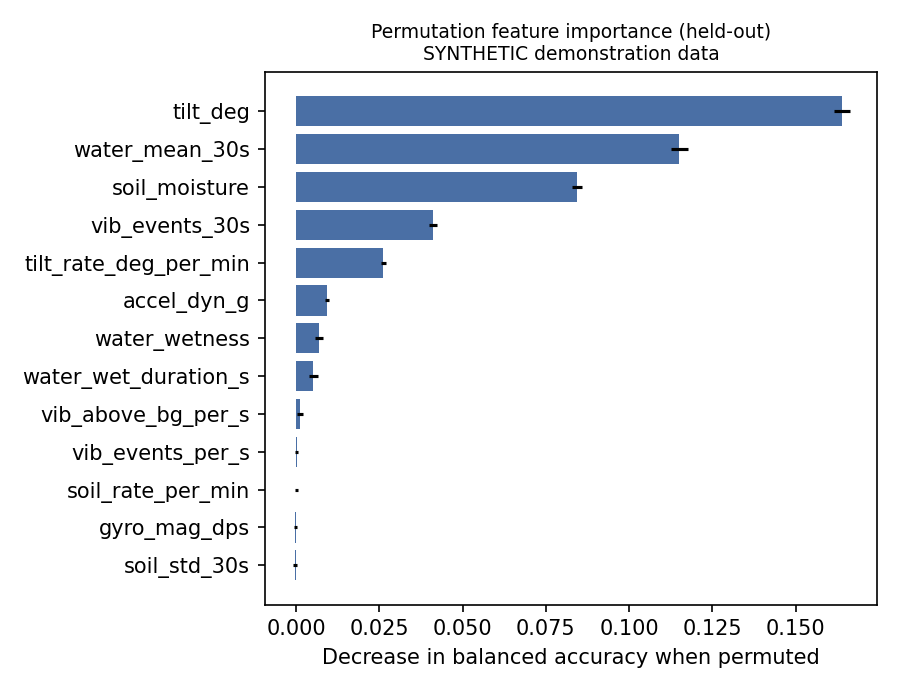 Permutation feature importance (held-out)
SYNTHETIC demonstration data
tilt_deg
water_mean_30s
soil_moisture
vib_events_30s
tilt_rate_deg_per_min
accel_dyn_g
water_wetness
water_wet_duration_s
vib_above_bg_per_s
vib_events_per_s
soil_rate_per_min
gyro_mag_dps
soil_std_30s
0.000 0.025 0.050 0.075 0.100 0.125 0.150
Decrease in balanced accuracy when permuted